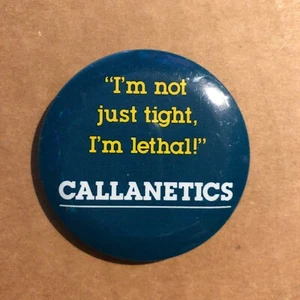 “I'm not
just tight,
I'm lethal!”
CALLANETICS